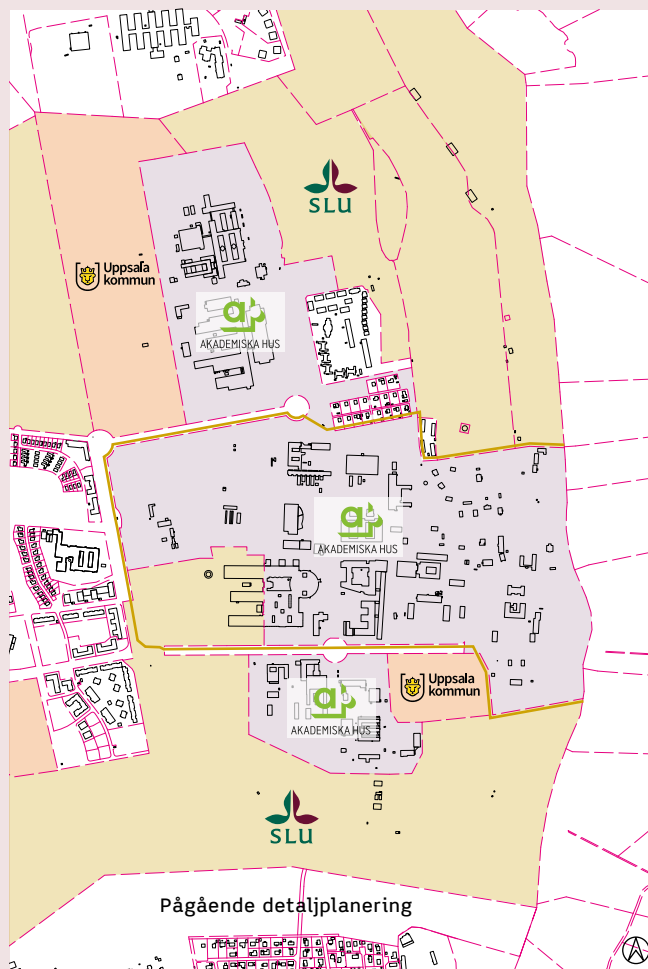 SLU
Uppsala
kommun
AKADEMISKA HUS
AKADEMISKA HUS
Uppsala
kommun
AKADEMISKA HUS
SLU
Pågående detaljplanering